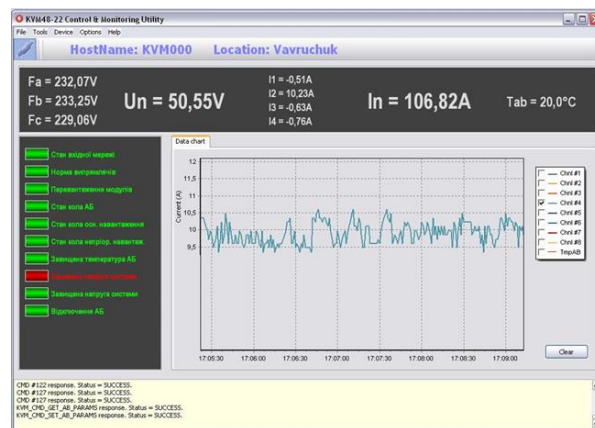 KVM48-22 Control & Monitoring Utility
File Tools Device Options Help
HostName: KVM000 Location: Vavruchuk
Fa = 232,07V
Fb = 233,25V
Fc = 229,06V
Un = 50,55V
I1 = -0,51A
I2 = 10,23A
I3 = -0,63A
I4 = -0,76A
In = 106,82A
Tab = 20,0°C
Стан вхідної мережі
Норма випрямлячів
Перевантаження модулів
Стан кола АБ
Стан кола осн. навантаження
Стан кола непріор. навантаж.
Завищена температура АБ
Завищена напруга системи
Відключення АБ
Data chart
Current (A)
12
11,5
11
10,5
10
9,5
17:05:30 17:06:00 17:06:30 17:07:00 17:07:30 17:08:00 17:08:30 17:09:00
Chnl #1
Chnl #2
Chnl #3
Chnl #4
Chnl #5
Chnl #6
Chnl #7
Chnl #8
TmpAB
Clear
CMD #122 response. Status = SUCCESS.
CMD #127 response. Status = SUCCESS.
CMD #127 response. Status = SUCCESS.
KVM_CMD_GET_AB_PARAMS response. Status = SUCCESS.
KVM_CMD_SET_AB_PARAMS response. Status = SUCCESS.